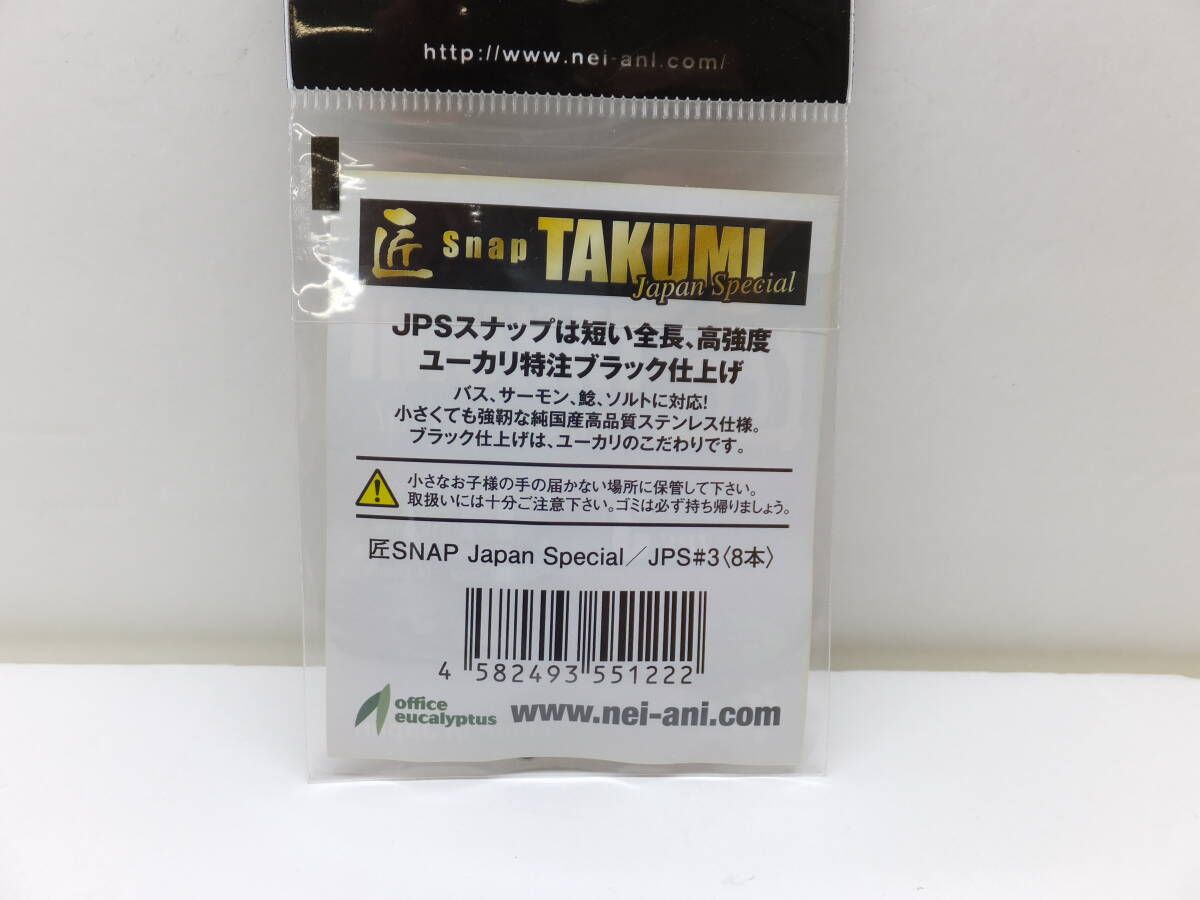 http://www.nei-ani.com/
匠 Snap TAKUMI
Japan Special
JPSスナップは短い全長、高強度
ユーカリ特注ブラック仕上げ
バス、サーモン、鯰、ソルトに対応!
小さくても強靭な純国産高品質ステンレス仕様。
ブラック仕上げは、ユーカリのこだわりです。
小さなお子様の手の届かない場所に保管して下さい。
取扱いには十分ご注意下さい。ゴミは必ず持ち帰りましょう。
匠SNAP Japan Special／JPS#3〈8本〉
4 582493 551222
office
eucalyptus
www.nei-ani.com